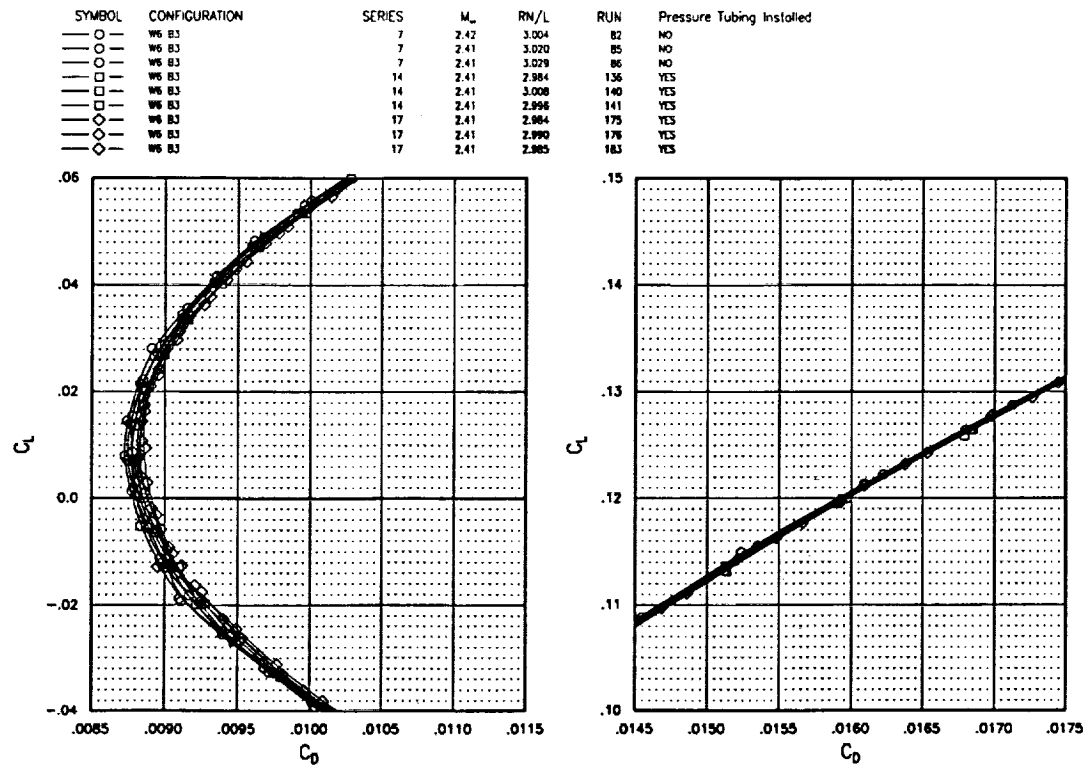 SYMBOL CONFIGURATION SERIES M∞ RN/L RUN Pressure Tubing Installed
W6 B3 7 2.42 3.004 82 NO
W6 B3 7 2.41 3.020 85 NO
W6 B3 7 2.41 3.029 86 NO
W6 B3 14 2.41 2.984 136 YES
W6 B3 14 2.41 3.008 140 YES
W6 B3 14 2.41 2.996 141 YES
W6 B3 17 2.41 2.984 175 YES
W6 B3 17 2.41 2.990 176 YES
W6 B3 17 2.41 2.985 183 YES
.06
.04
.02
0.0
-.02
-.04
CL
.0085 .0090 .0095 .0100 .0105 .0110 .0115
CD
.15
.14
.13
.12
.11
.10
CL
.0145 .0150 .0155 .0160 .0165 .0170 .0175
CD